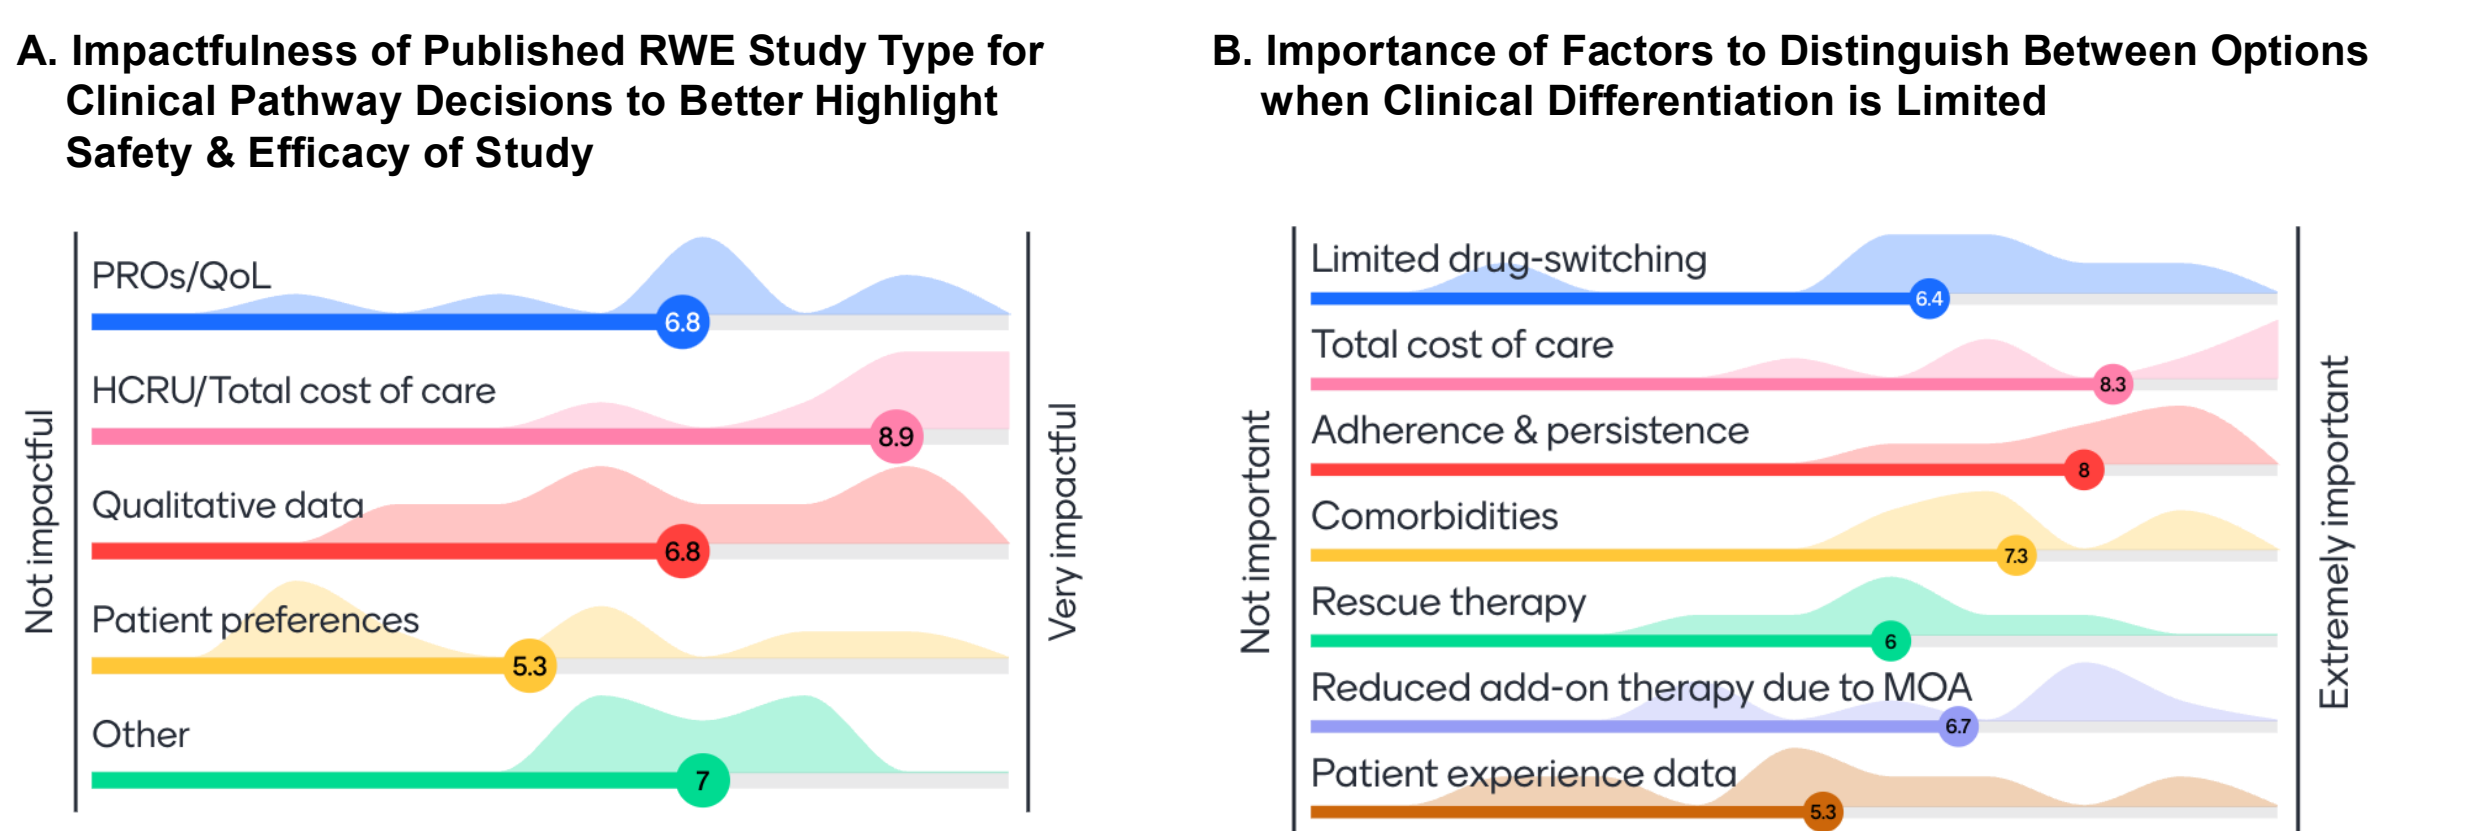 A. Impactfulness of Published RWE Study Type for
Clinical Pathway Decisions to Better Highlight
Safety & Efficacy of Study
Not impactful
PROs/QoL
6.8
HCRU/Total cost of care
8.9
Qualitative data
6.8
Patient preferences
5.3
Other
7
Very impactful
B. Importance of Factors to Distinguish Between Options
when Clinical Differentiation is Limited
Not important
Limited drug-switching
6.4
Total cost of care
8.3
Adherence & persistence
8
Comorbidities
7.3
Rescue therapy
6
Reduced add-on therapy due to MOA
6.7
Patient experience data
5.3
Extremely important